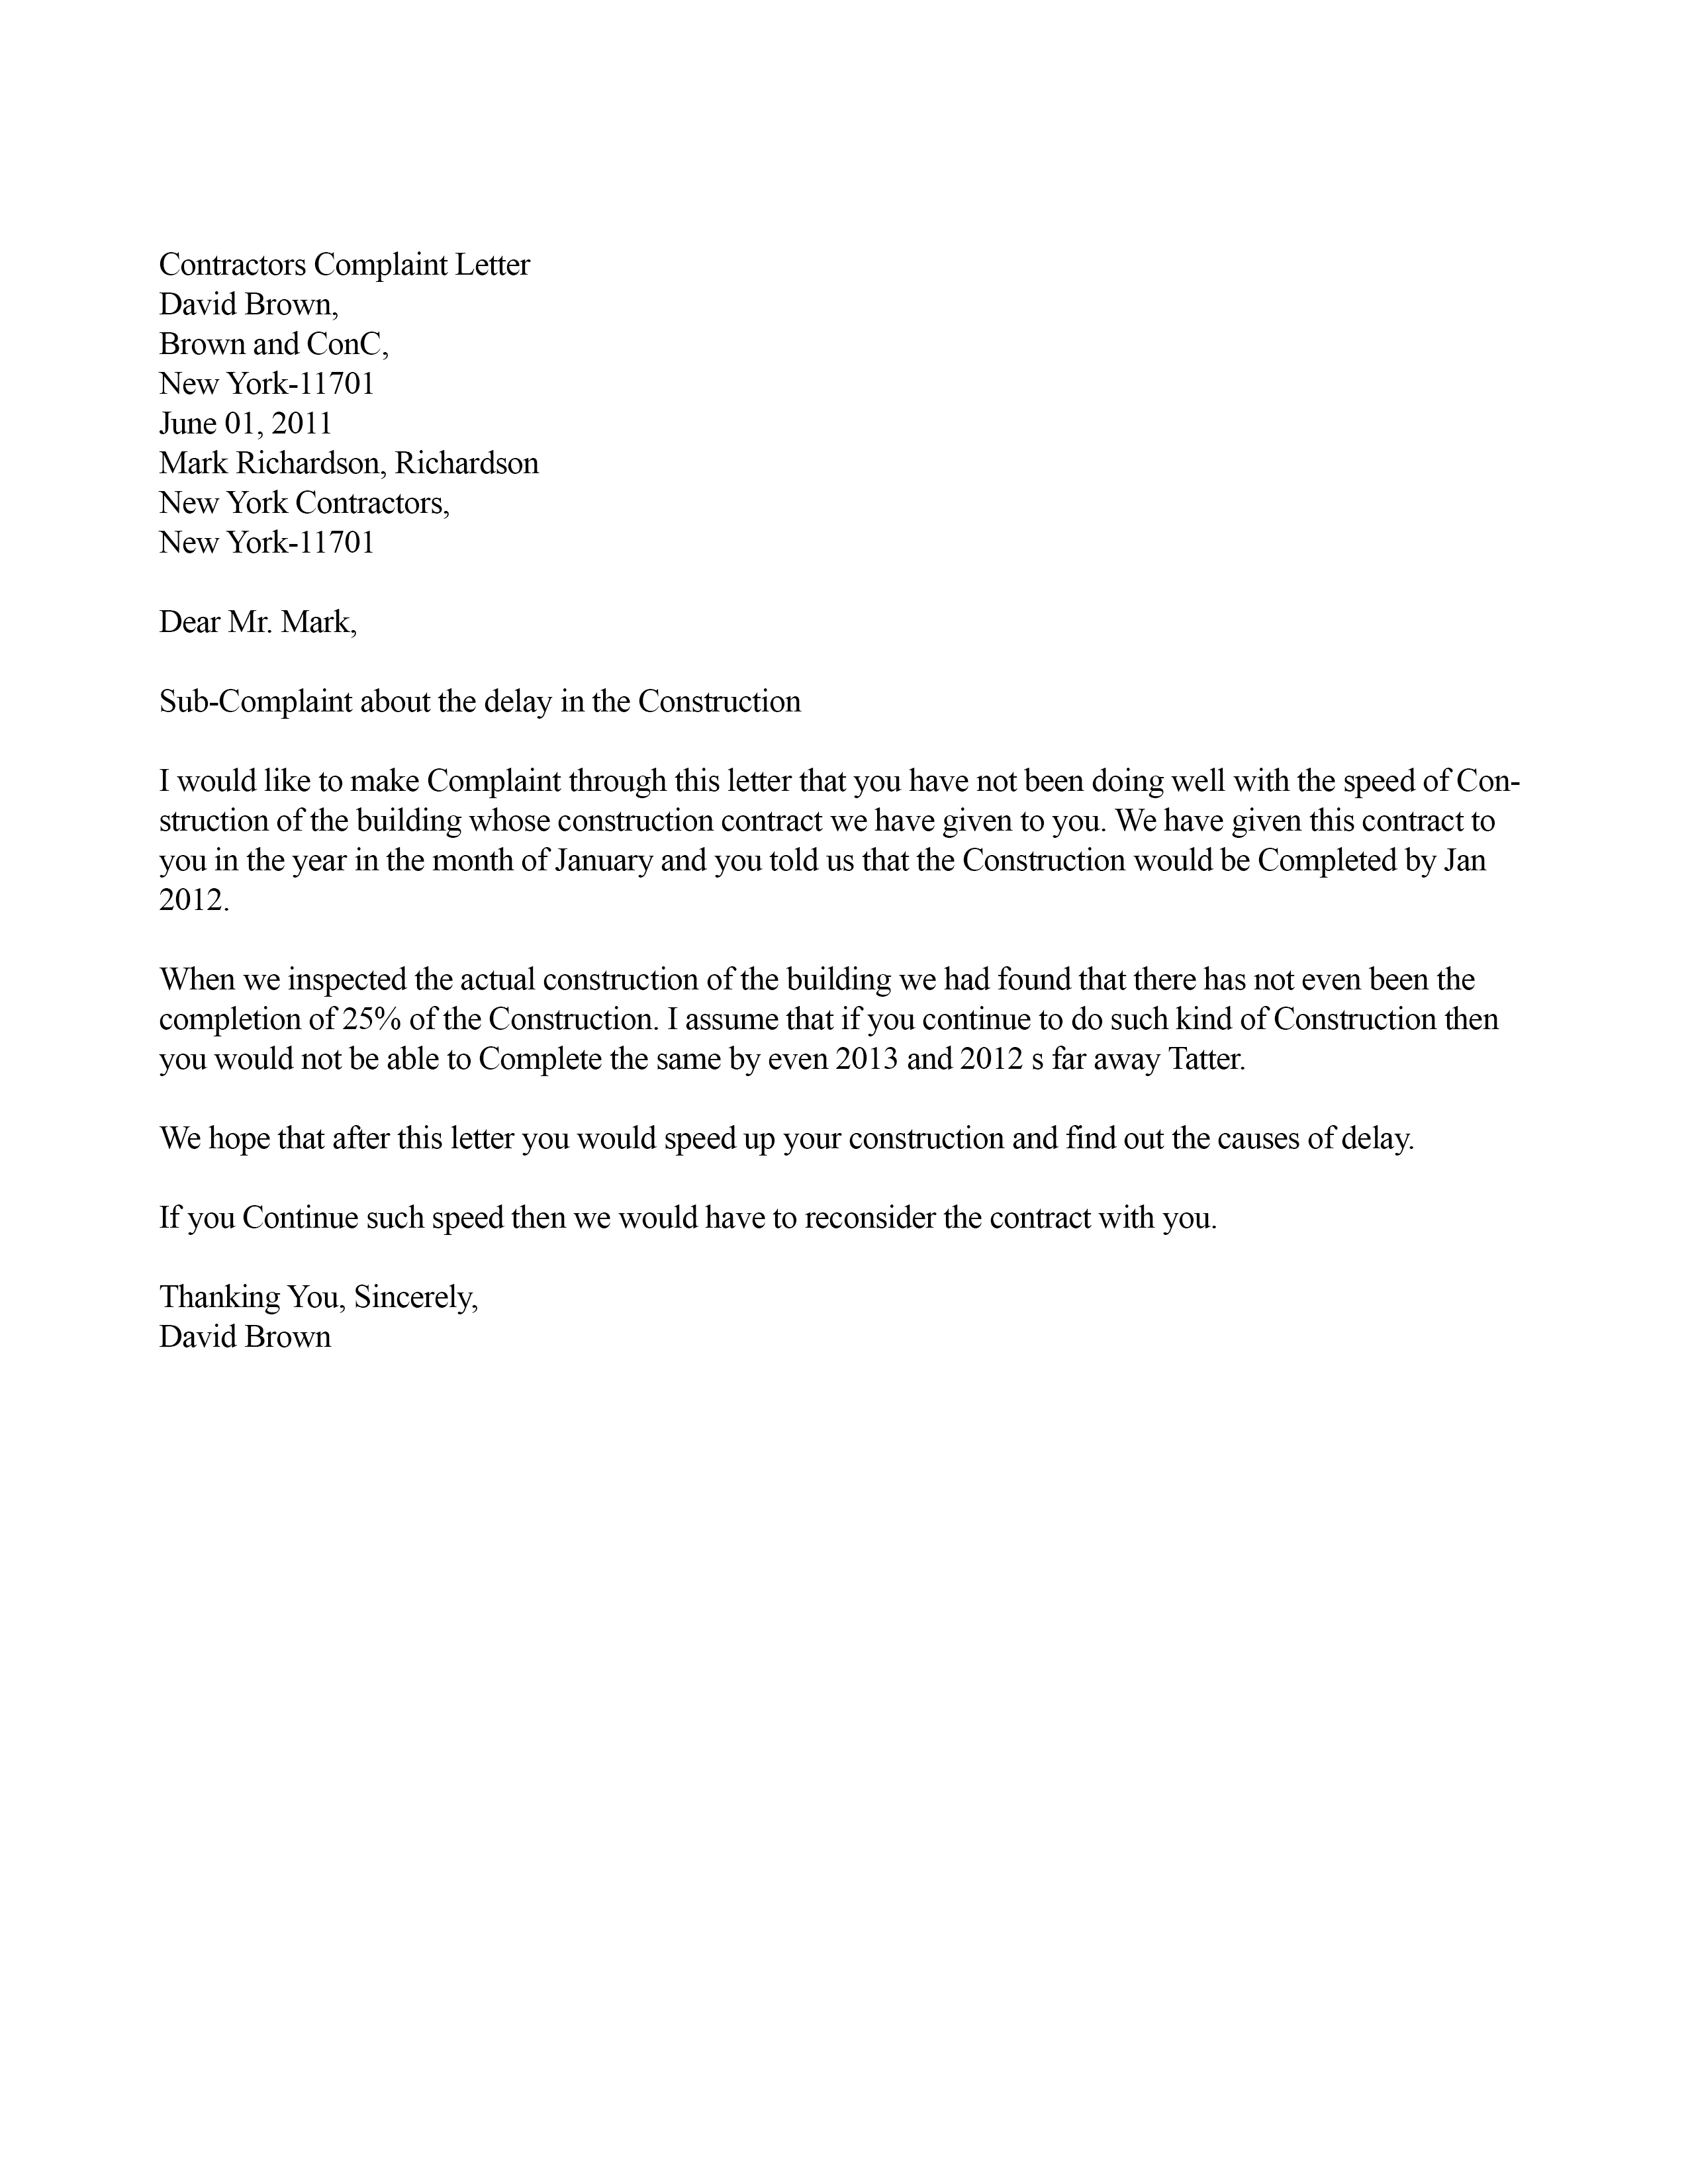 Contractors Complaint Letter
David Brown,
Brown and ConC,
New York-11701
June 01, 2011
Mark Richardson, Richardson
New York Contractors,
New York-11701
Dear Mr. Mark,
Sub-Complaint about the delay in the Construction
I would like to make Complaint through this letter that you have not been doing well with the speed of Con-
struction of the building whose construction contract we have given to you. We have given this contract to
you in the year in the month of January and you told us that the Construction would be Completed by Jan
2012.
When we inspected the actual construction of the building we had found that there has not even been the
completion of 25% of the Construction. I assume that if you continue to do such kind of Construction then
you would not be able to Complete the same by even 2013 and 2012 s far away Tatter.
We hope that after this letter you would speed up your construction and find out the causes of delay.
If you Continue such speed then we would have to reconsider the contract with you.
Thanking You, Sincerely,
David Brown